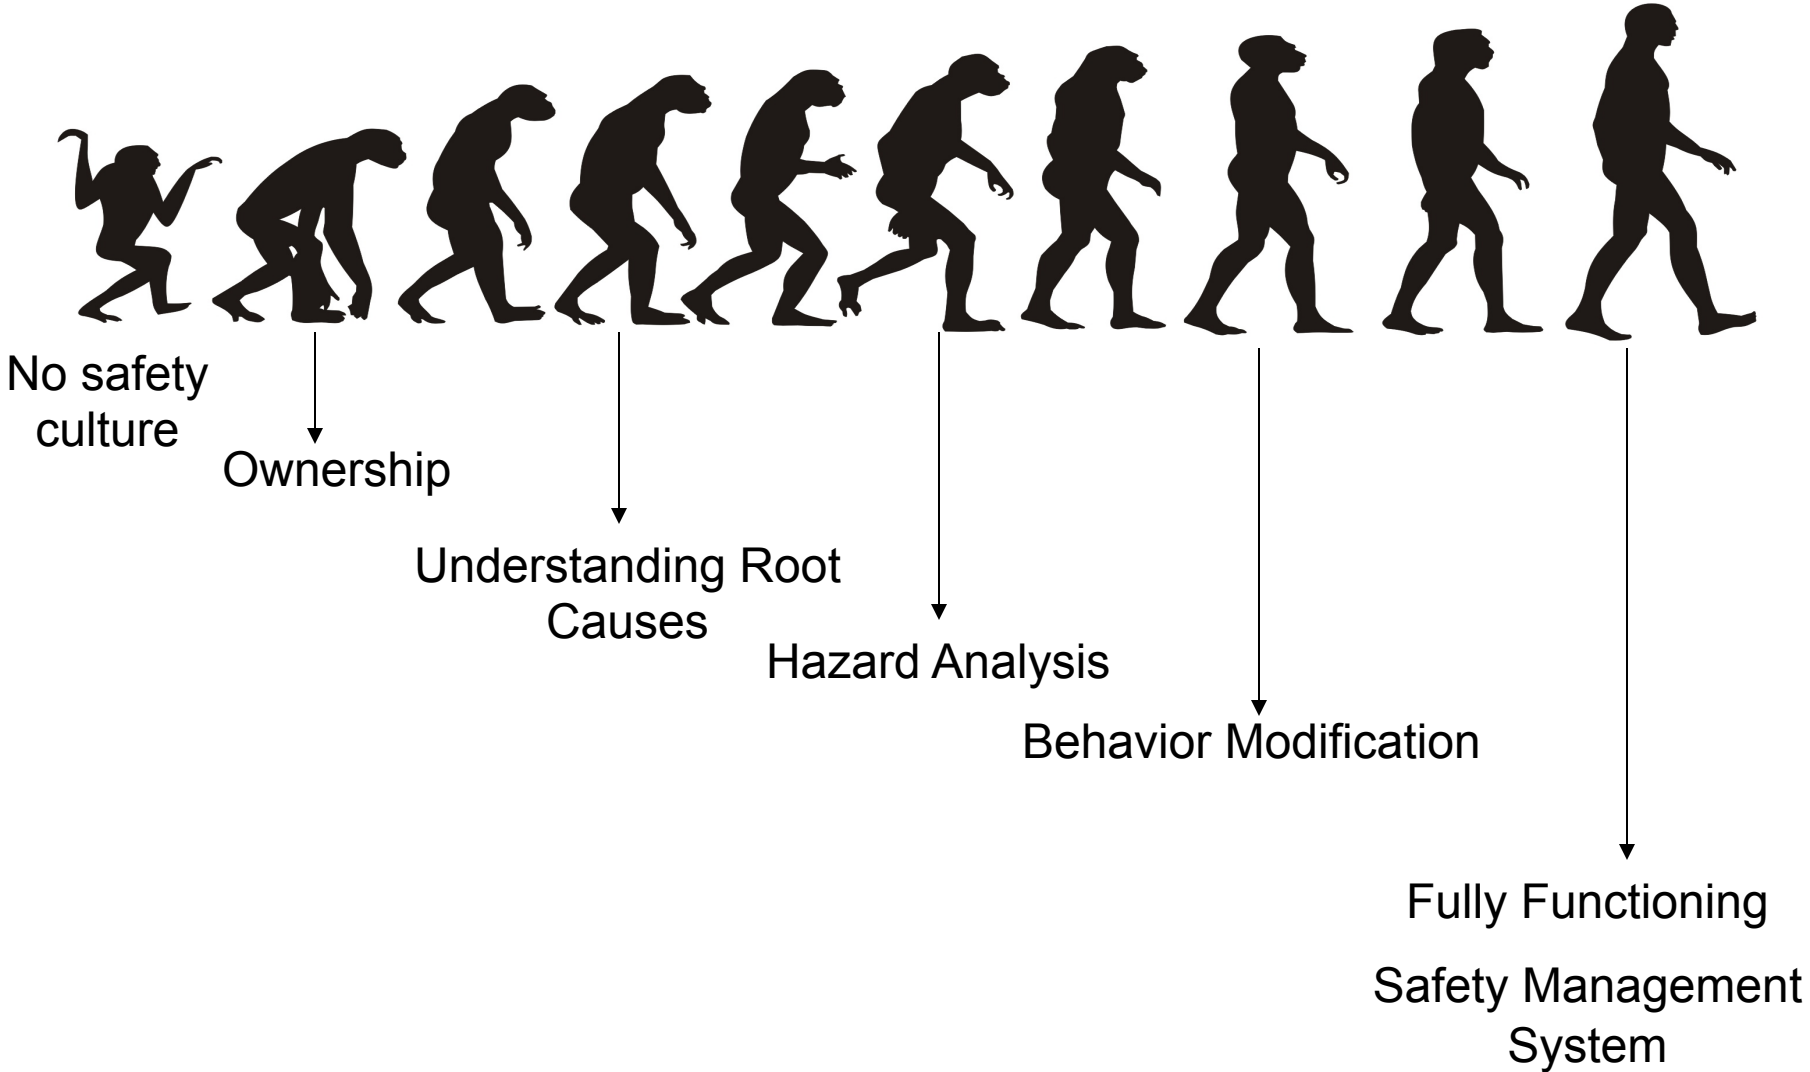 No safety
culture
Ownership
Understanding Root
Causes
Hazard Analysis
Behavior Modification
Fully Functioning
Safety Management
System